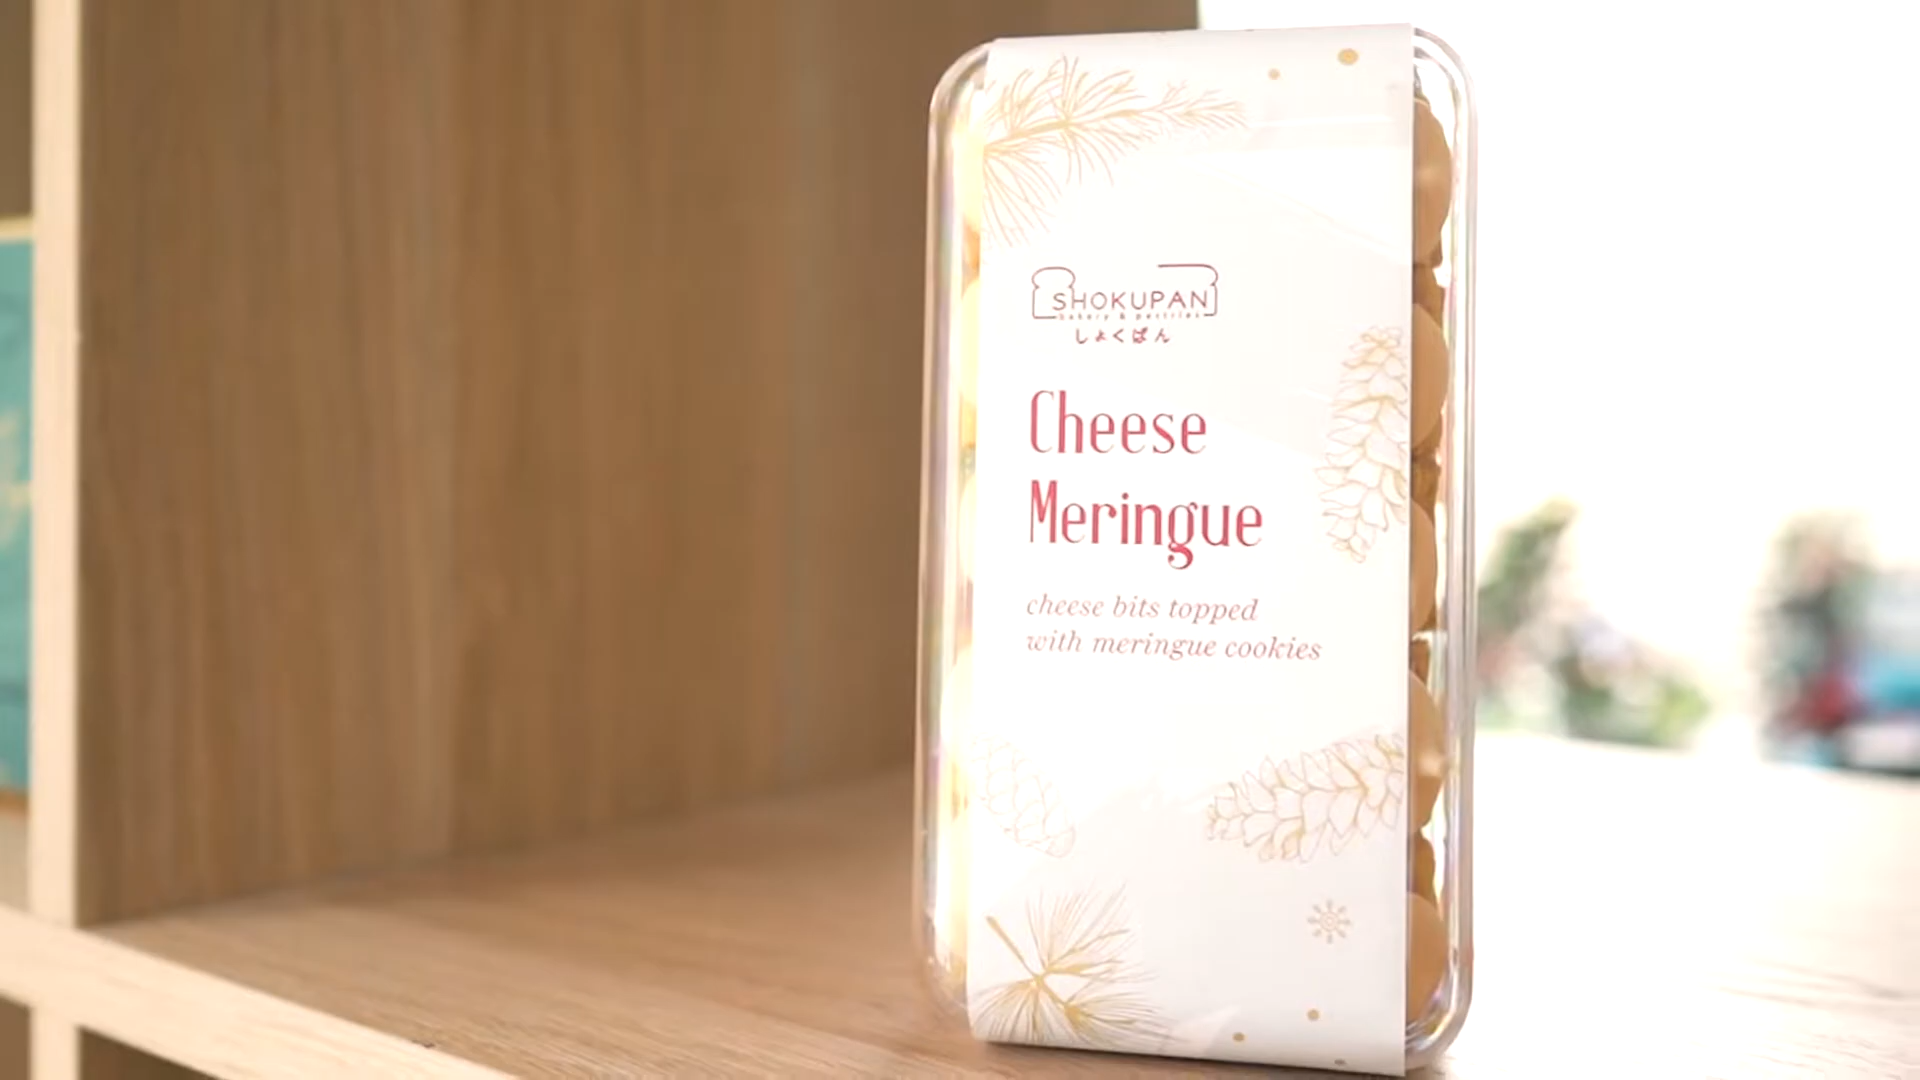 SHOKUPAN
bakery & pastries
しょくぱん
Cheese
Meringue
cheese bits topped
with meringue cookies